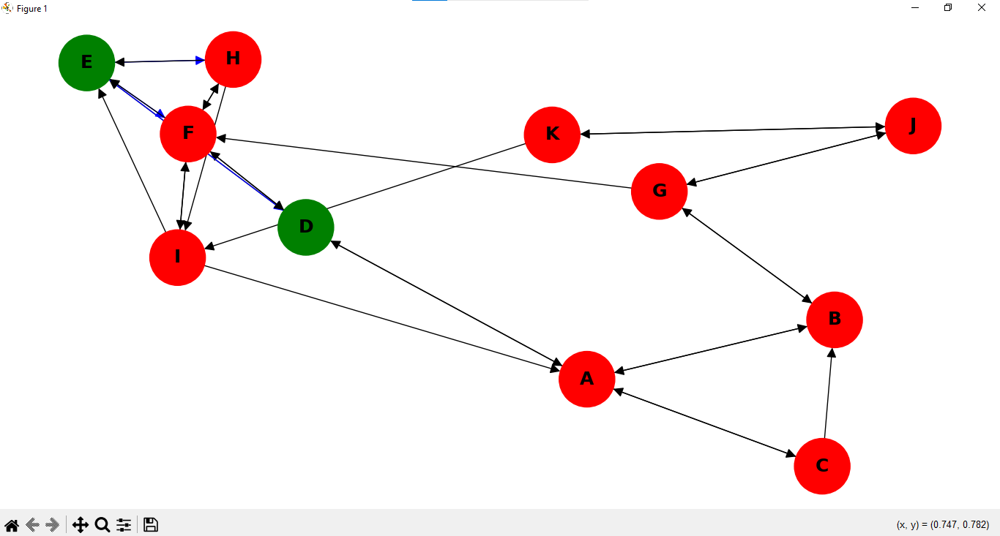 Figure 1
E
H
F
K
J
G
D
I
B
A
C
(x, y) = (0.747, 0.782)